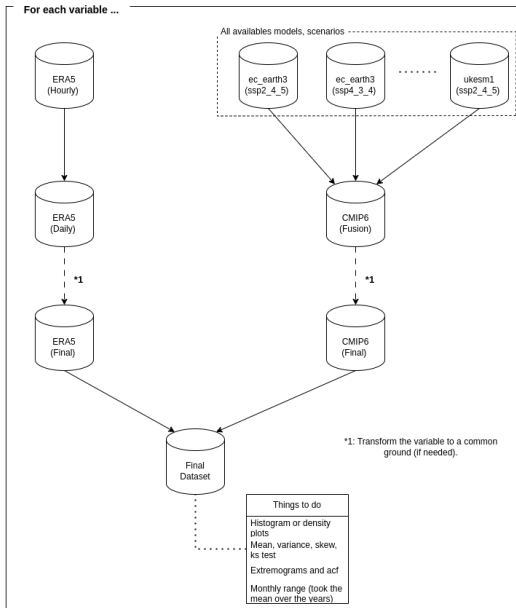 For each variable ...
All availables models, scenarios
ERA5
(Hourly)
ec_earth3
(ssp2_4_5)
ec_earth3
(ssp4_3_4)
ukesm1
(ssp2_4_5)
ERA5
(Daily)
CMIP6
(Fusion)
*1
*1
ERA5
(Final)
CMIP6
(Final)
*1: Transform the variable to a common
ground (if needed).
Final
Dataset
Things to do
Histogram or density
plots
Mean, variance, skew,
ks test
Extremograms and acf
Monthly range (took the
mean over the years)